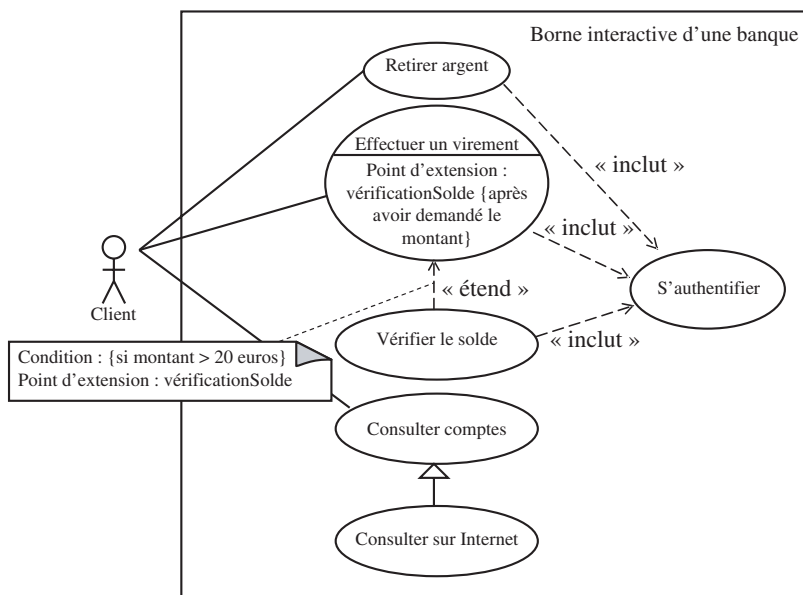 Borne interactive d'une banque
Retirer argent
Effectuer un virement
Point d'extension :
vérificationSolde {après
avoir demandé le
montant}
« inclut »
« inclut »
S'authentifier
« étend »
Client
Vérifier le solde
« inclut »
Condition : {si montant > 20 euros}
Point d'extension : vérificationSolde
Consulter comptes
Consulter sur Internet